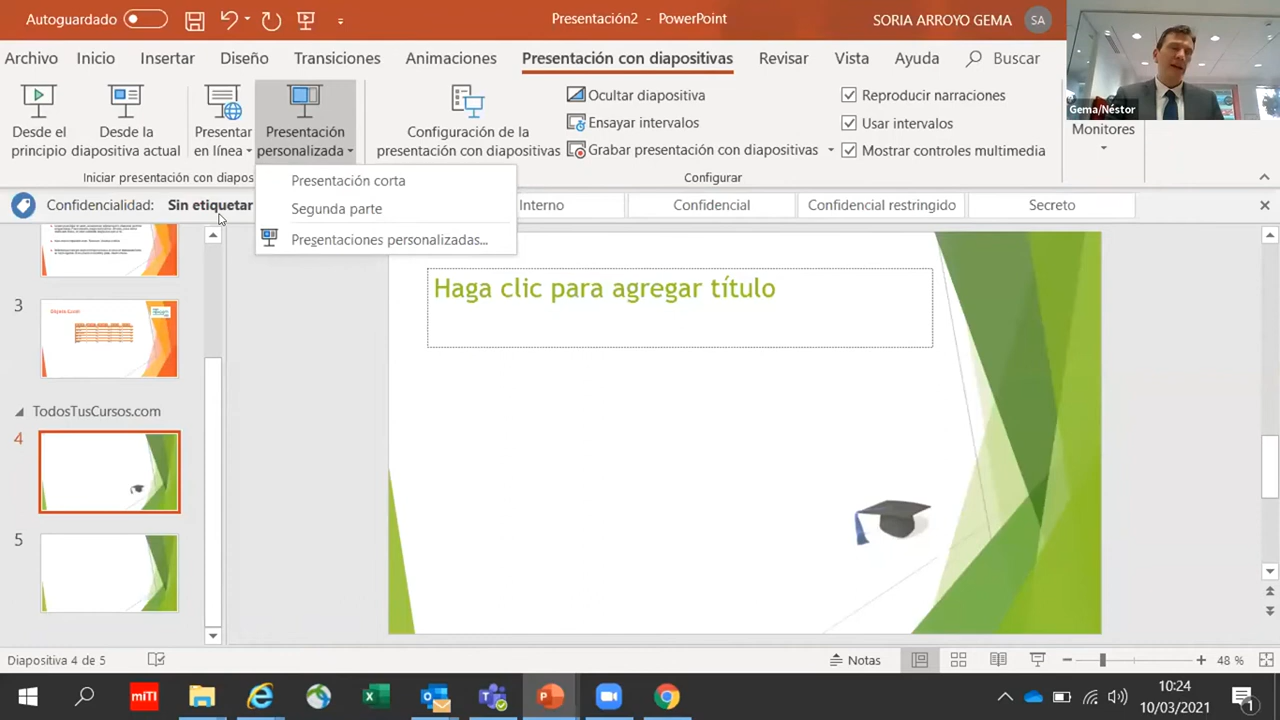 Autoguardado
Presentación2 - PowerPoint
SORIA ARROYO GEMA
SA
Archivo
Inicio
Insertar
Diseño
Transiciones
Animaciones
Presentación con diapositivas
Revisar
Vista
Ayuda
Buscar
Gema/Néstor
Desde el principio
Desde la diapositiva actual
Presentar en línea
Presentación personalizada
Configuración de la presentación con diapositivas
Ocultar diapositiva
Ensayar intervalos
Grabar presentación con diapositivas
Reproducir narraciones
Usar intervalos
Mostrar controles multimedia
Monitores
Iniciar presentación con diapos
Configurar
Presentación corta
Segunda parte
Presentaciones personalizadas...
Confidencialidad: Sin etiquetar
Interno
Confidencial
Confidencial restringido
Secreto
3
TodosTusCursos.com
4
5
Haga clic para agregar título
Diapositiva 4 de 5
Notas
48 %
miTI
10:24
10/03/2021
1